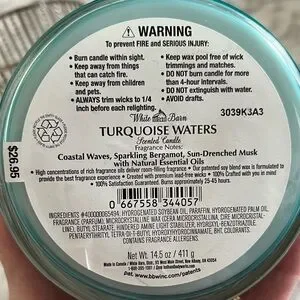 WARNING
To prevent FIRE and SERIOUS INJURY:
• Burn candle within sight.
• Keep away from things
that can catch fire.
• Keep away from children
and pets.
• ALWAYS trim wicks to 1/4
inch before each relighting.
• Keep wax pool free of wick
trimmings and matches.
• DO NOT burn candle for more
than 4-hour intervals.
• DO NOT extinguish with water.
• AVOID drafts.
3039K3A3
White Barn
TURQUOISE WATERS
Scented Candle
Fragrance Notes:
Coastal Waves, Sparkling Bergamot, Sun-Drenched Musk
with Natural Essential Oils
• High concentrations of rich fragrance oils deliver room-filling fragrance • Our patented soy blend wax is formulated to
provide the best fragrance experience • Created with premium lead-free wicks • 100% Crafted with you in mind
• 100% Satisfaction Guaranteed. Burns approximately 25-45 hours.
$26.95
0 667558 344057
Net Wt. 14.5 oz / 411 g
pat: www.bbwinc.com/patents